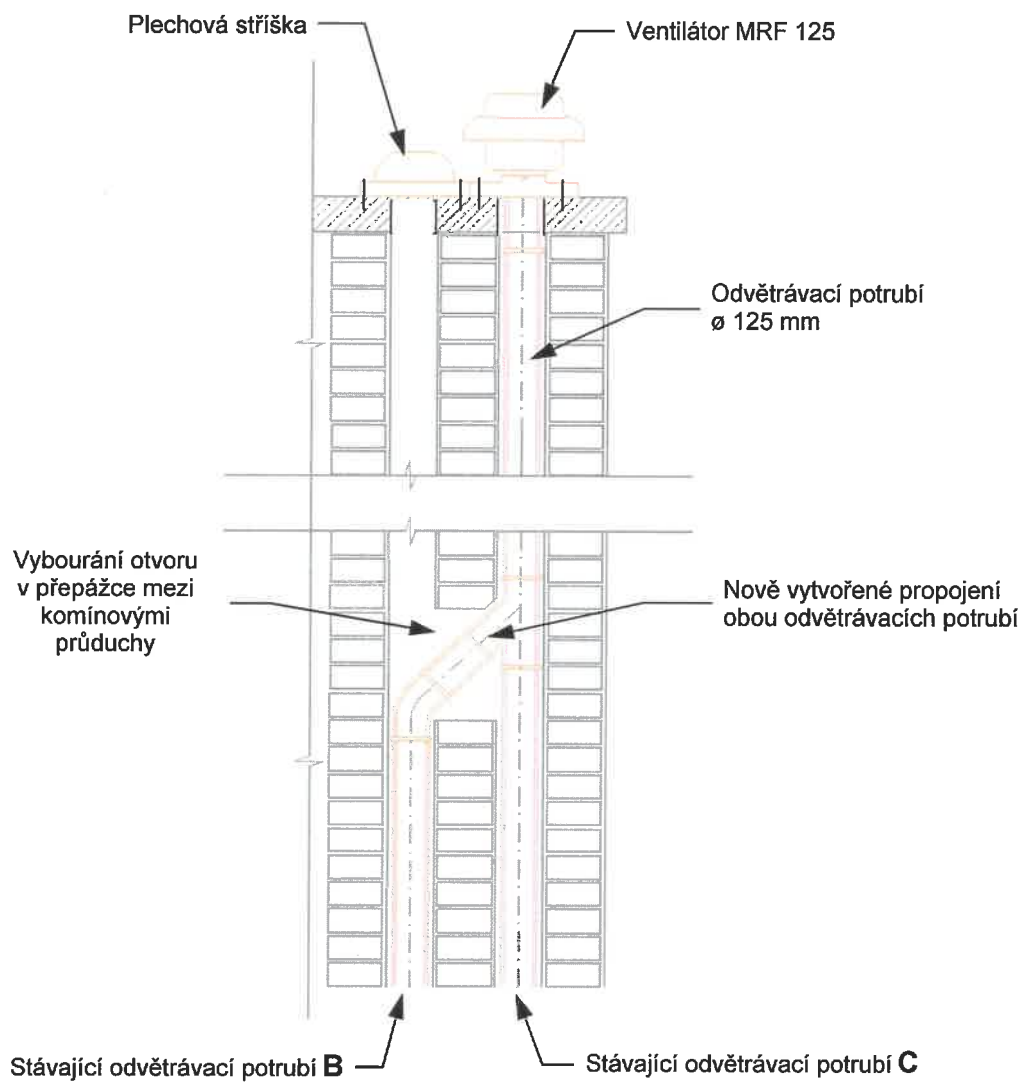 Plechová stříška
Ventilátor MRF 125
Odvětrávací potrubí
ø 125 mm
Vybourání otvoru
v přepážce mezi
komínovými
průduchy
Nově vytvořené propojení
obou odvětrávacích potrubí
Stávající odvětrávací potrubí B
Stávající odvětrávací potrubí C